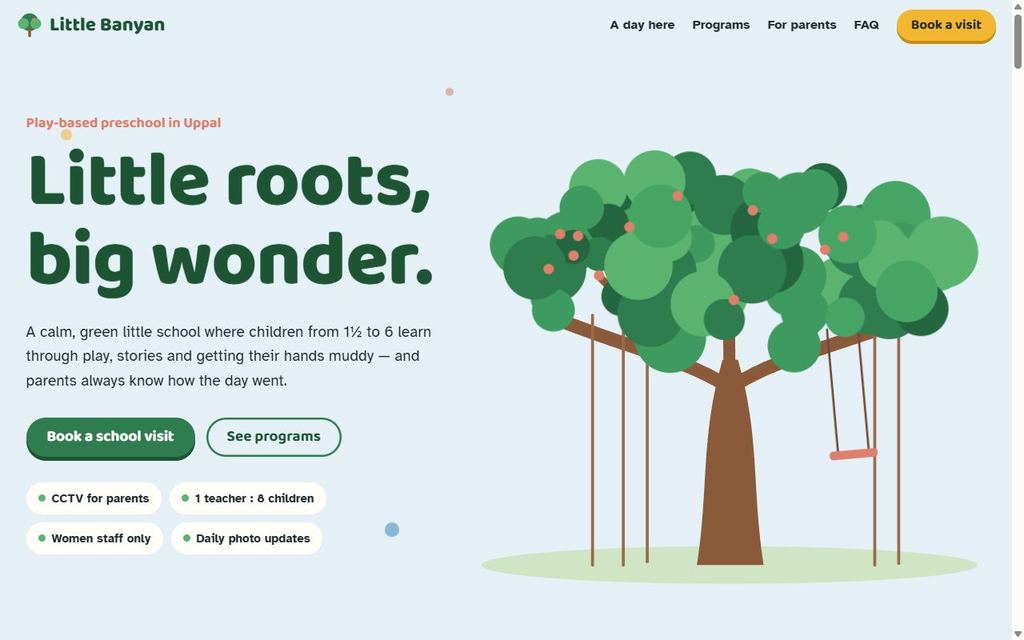 Little Banyan
A day here
Programs
For parents
FAQ
Book a visit
Play-based preschool in Uppal
Little roots,
big wonder.
A calm, green little school where children from 1½ to 6 learn
through play, stories and getting their hands muddy — and
parents always know how the day went.
Book a school visit
See programs
CCTV for parents
1 teacher : 8 children
Women staff only
Daily photo updates